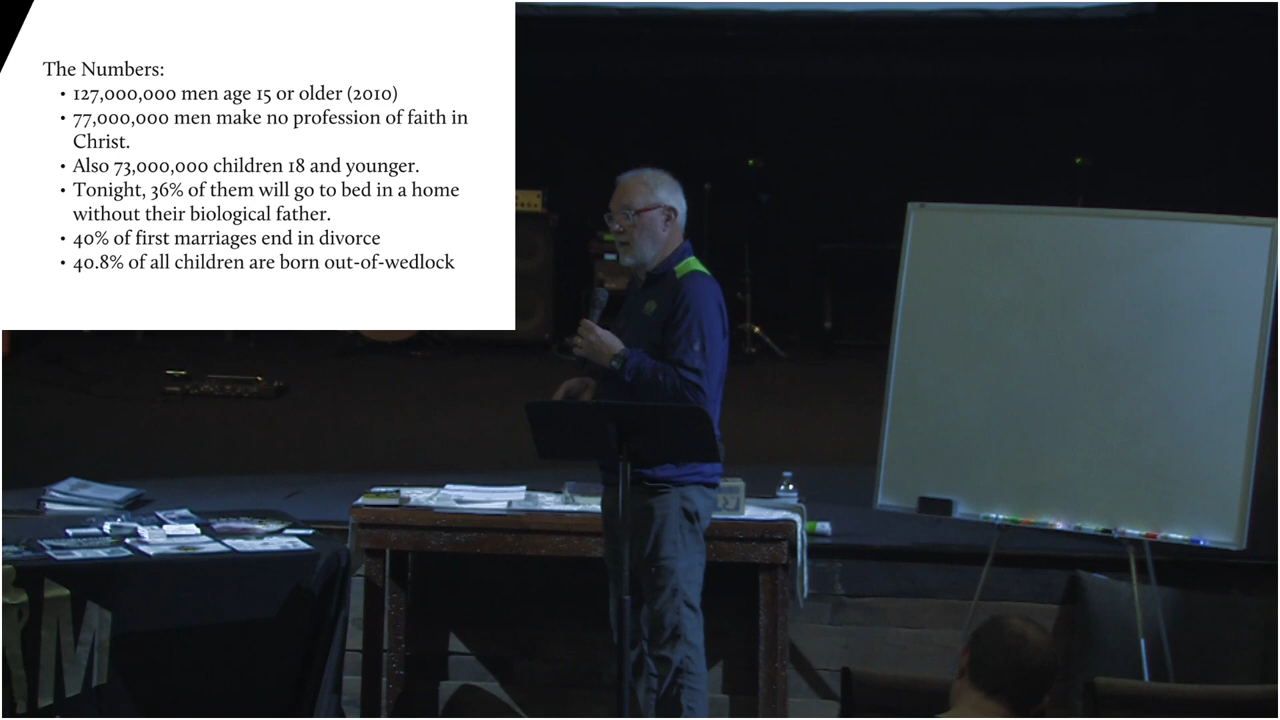 The Numbers:
• 127,000,000 men age 15 or older (2010)
• 77,000,000 men make no profession of faith in
Christ.
• Also 73,000,000 children 18 and younger.
• Tonight, 36% of them will go to bed in a home
without their biological father.
• 40% of first marriages end in divorce
• 40.8% of all children are born out-of-wedlock
M